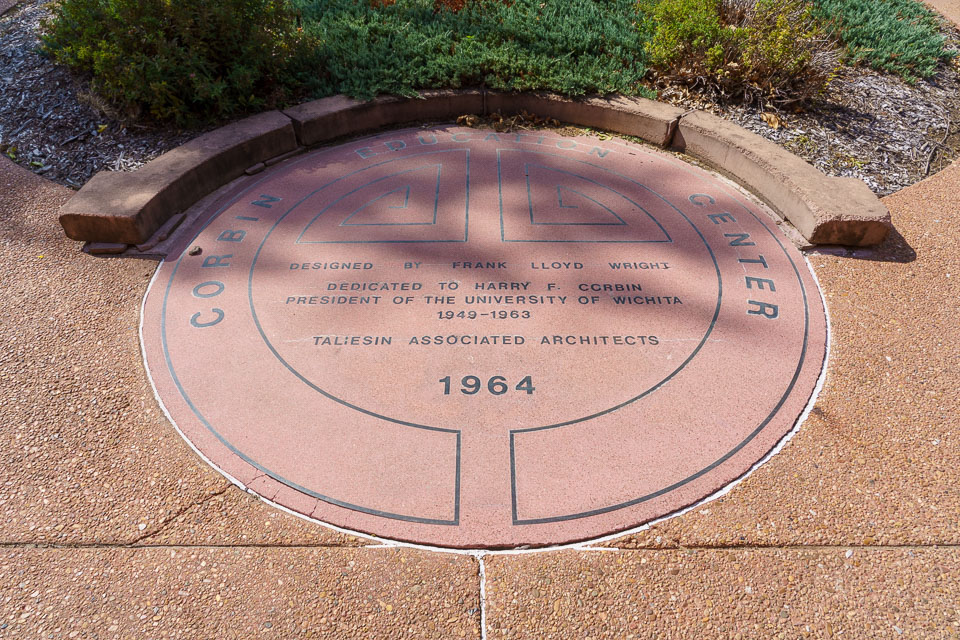 CORBIN EDUCATION CENTER
DESIGNED BY FRANK LLOYD WRIGHT
DEDICATED TO HARRY F. CORBIN
PRESIDENT OF THE UNIVERSITY OF WICHITA
1949-1963
TALIESIN ASSOCIATED ARCHITECTS
1964